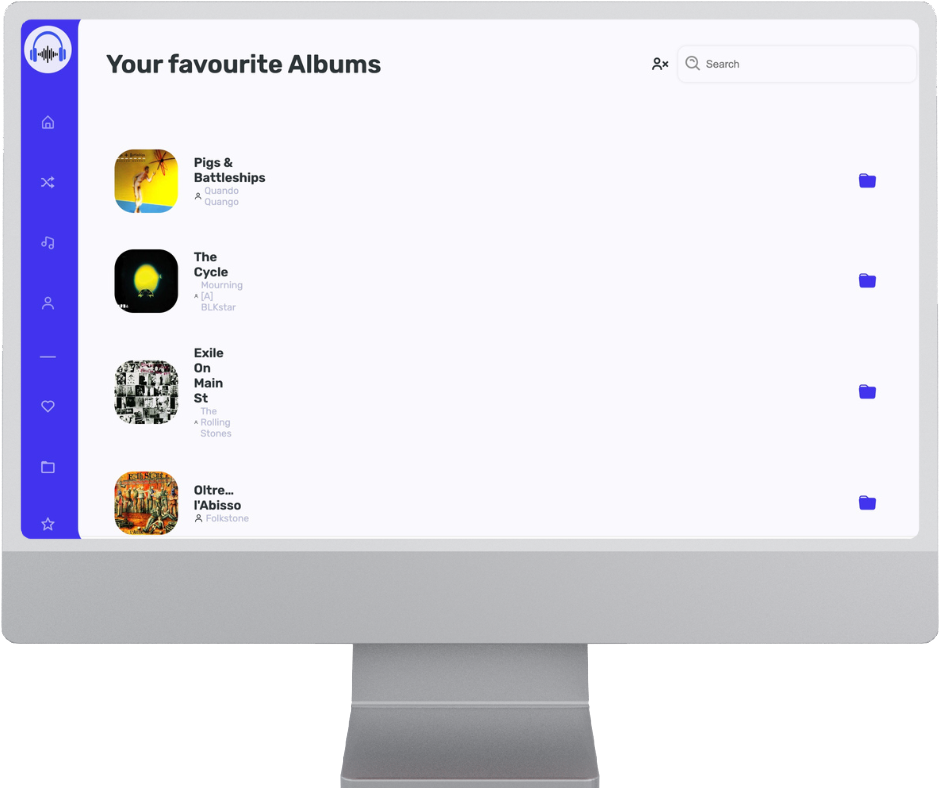 Your favourite Albums
Search
Pigs &
Battleships
Quando
Quango
The
Cycle
Mourning
[A]
BLKstar
Exile
On
Main
St
The
Rolling
Stones
Oltre...
l'Abisso
Folkstone